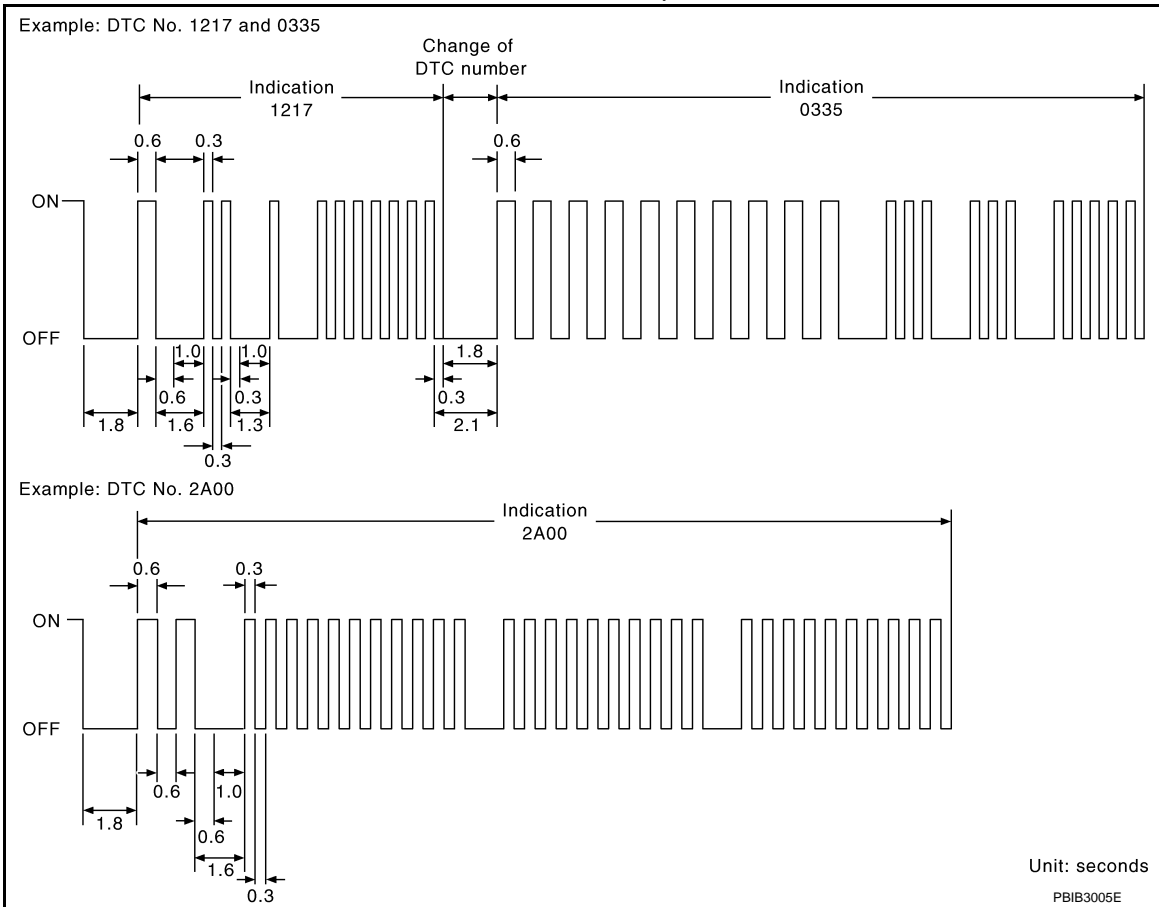 Example: DTC No. 1217 and 0335
Change of
DTC number
Indication
1217
Indication
0335
0.6
0.3
0.6
ON
OFF
1.0
1.0
1.8
0.6
0.3
0.3
1.8
1.6
1.3
2.1
0.3
Example: DTC No. 2A00
Indication
2A00
0.6
0.3
ON
OFF
0.6
1.0
1.8
0.6
1.6
0.3
Unit: seconds
PBIB3005E